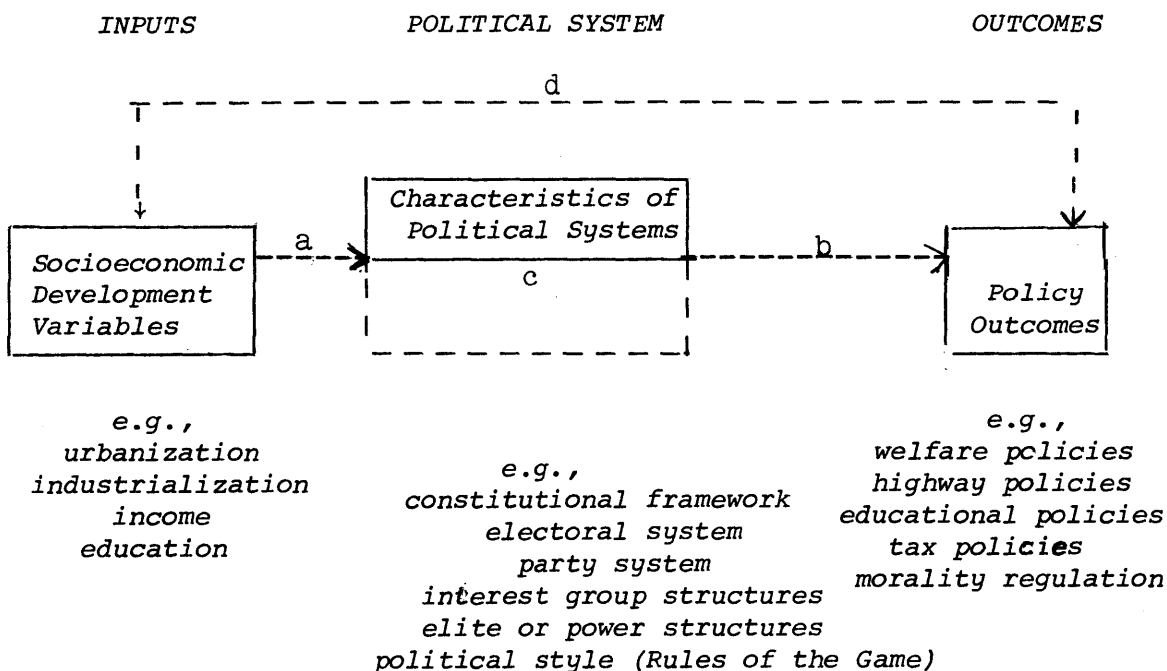 INPUTS POLITICAL SYSTEM OUTCOMES
d
Characteristics of
Political Systems
a
b
c
Socioeconomic
Development
Variables
Policy
Outcomes
e.g.,
urbanization
industrialization
income
education
e.g.,
constitutional framework
electoral system
party system
interest group structures
elite or power structures
political style (Rules of the Game)
e.g.,
welfare policies
highway policies
educational policies
tax policies
morality regulation